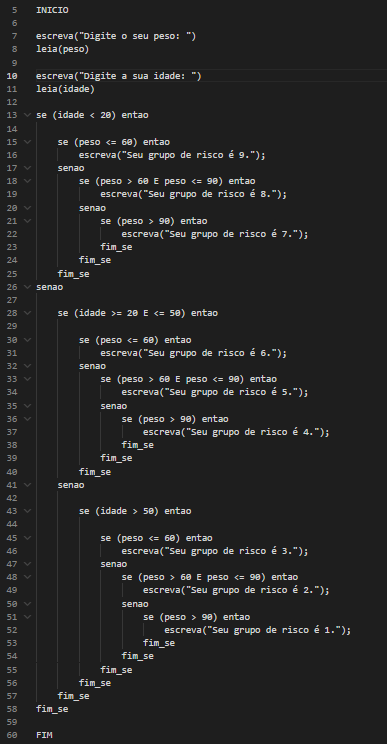 5 INICIO
6
7 escreva("Digite o seu peso: ")
8 leia(peso)
9
10 escreva("Digite a sua idade: ")
11 leia(idade)
12
13 se (idade < 20) entao
14
15 se (peso <= 60) entao
16 escreva("Seu grupo de risco é 9.");
17 senao
18 se (peso > 60 E peso <= 90) entao
19 escreva("Seu grupo de risco é 8.");
20 senao
21 se (peso > 90) entao
22 escreva("Seu grupo de risco é 7.");
23 fim_se
24 fim_se
25 fim_se
26 senao
27
28 se (idade >= 20 E <= 50) entao
29
30 se (peso <= 60) entao
31 escreva("Seu grupo de risco é 6.");
32 senao
33 se (peso > 60 E peso <= 90) entao
34 escreva("Seu grupo de risco é 5.");
35 senao
36 se (peso > 90) entao
37 escreva("Seu grupo de risco é 4.");
38 fim_se
39 fim_se
40 fim_se
41 senao
42
43 se (idade > 50) entao
44
45 se (peso <= 60) entao
46 escreva("Seu grupo de risco é 3.");
47 senao
48 se (peso > 60 E peso <= 90) entao
49 escreva("Seu grupo de risco é 2.");
50 senao
51 se (peso > 90) entao
52 escreva("Seu grupo de risco é 1.");
53 fim_se
54 fim_se
55 fim_se
56 fim_se
57 fim_se
58 fim_se
59
60 FIM